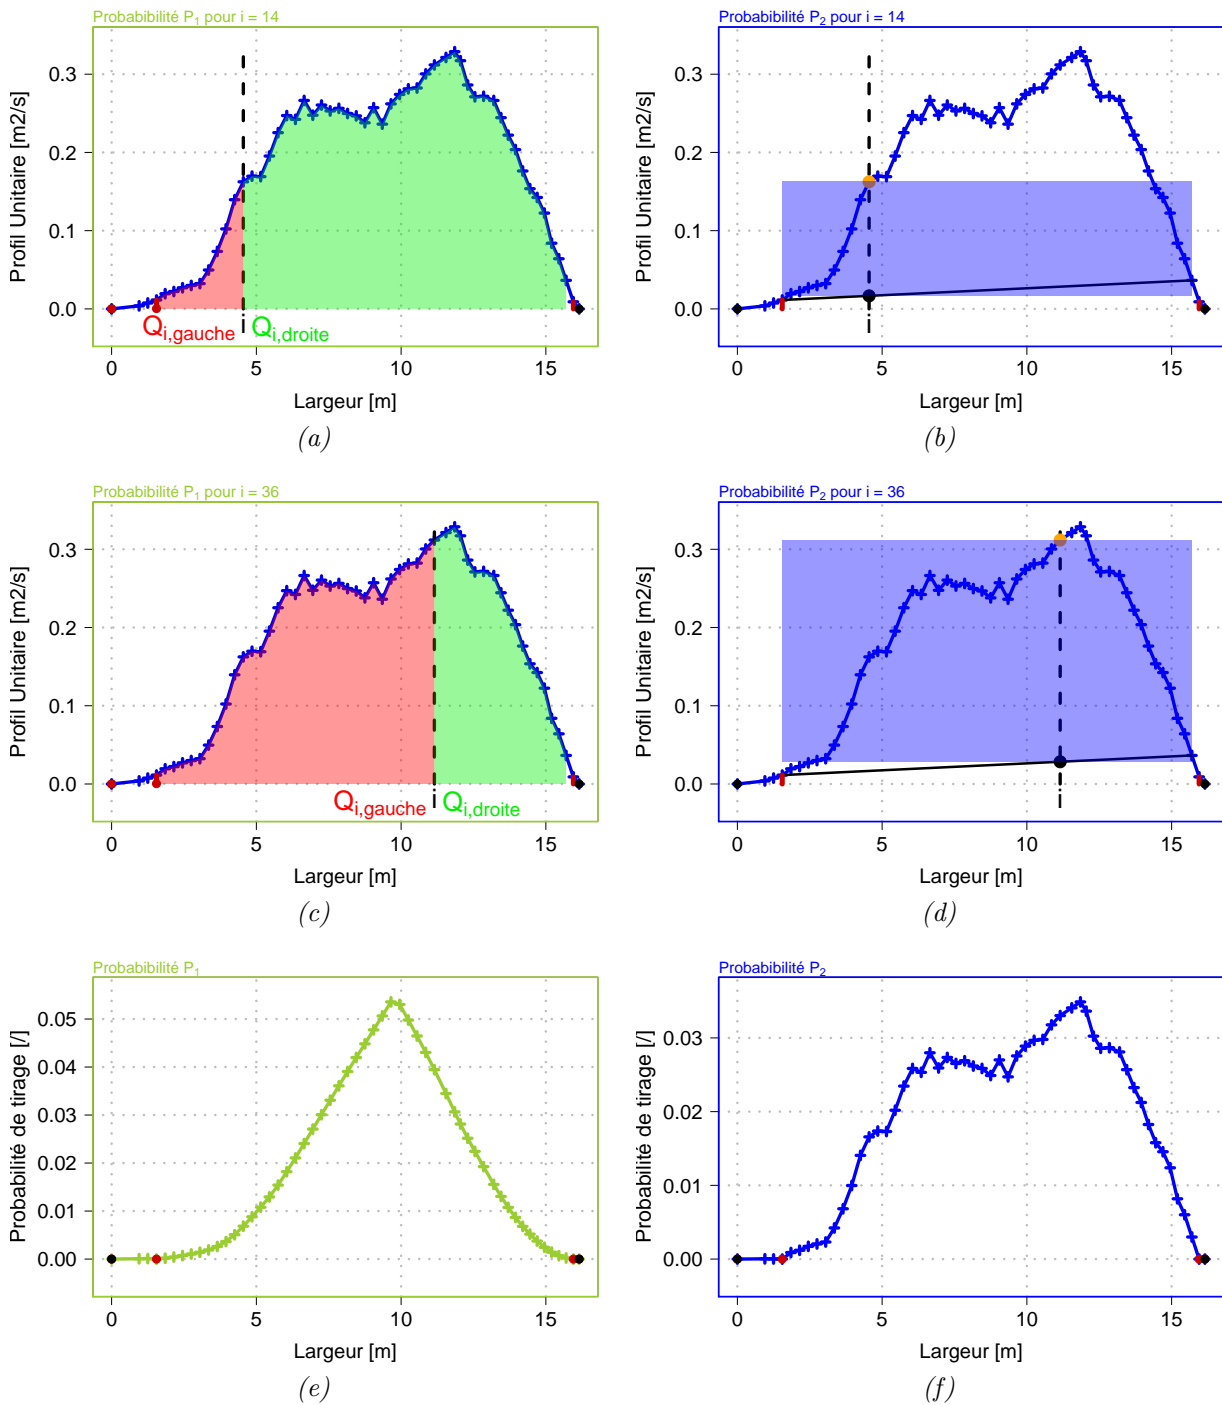 Probabibilité P1 pour i = 14
Profil Unitaire [m2/s]
0.3
0.2
0.1
0.0
Qi,gauche Qi,droite
0 5 10 15
Largeur [m]
(a)
Probabibilité P2 pour i = 14
Profil Unitaire [m2/s]
0.3
0.2
0.1
0.0
i
0 5 10 15
Largeur [m]
(b)
Probabibilité P1 pour i = 36
Profil Unitaire [m2/s]
0.3
0.2
0.1
0.0
Qi,gauche Qi,droite
0 5 10 15
Largeur [m]
(c)
Probabibilité P2 pour i = 36
Profil Unitaire [m2/s]
0.3
0.2
0.1
0.0
i
0 5 10 15
Largeur [m]
(d)
Probabibilité P1
Probabilité de tirage [/]
0.05
0.04
0.03
0.02
0.01
0.00
0 5 10 15
Largeur [m]
(e)
Probabibilité P2
Probabilité de tirage [/]
0.03
0.02
0.01
0.00
0 5 10 15
Largeur [m]
(f)